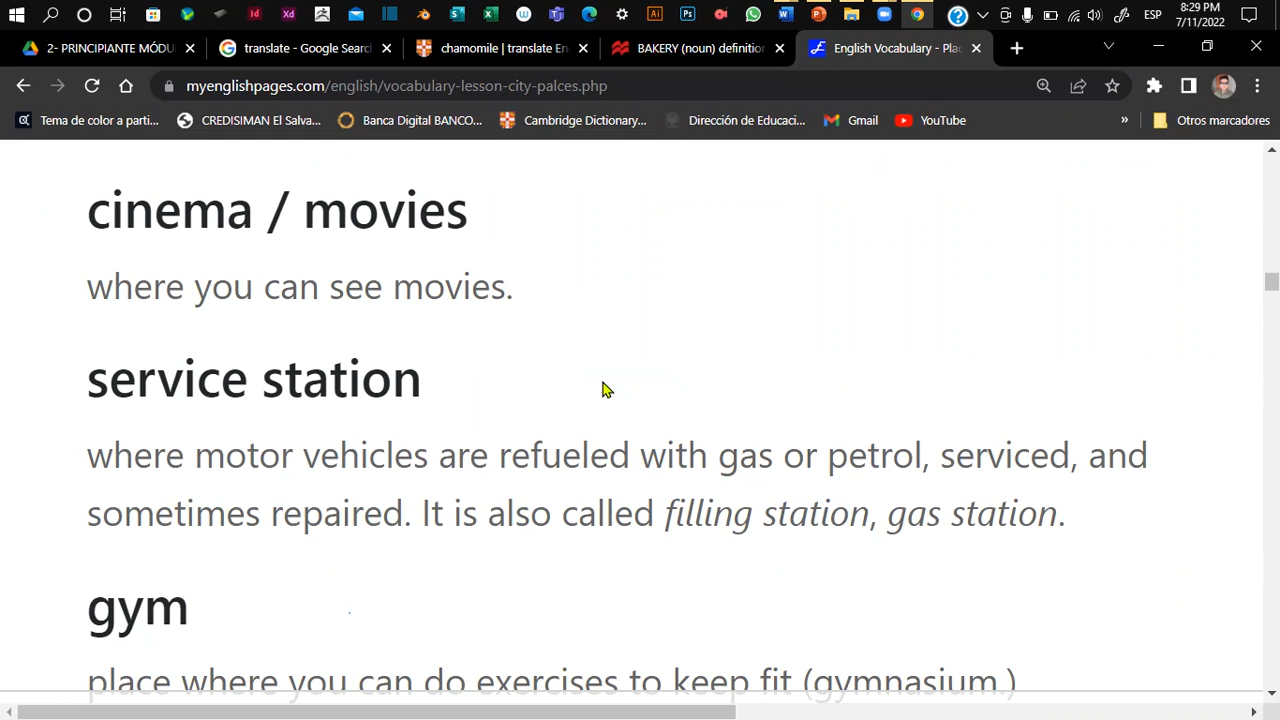 8:29 PM
ESP
7/11/2022
2- PRINCIPIANTE MÓDU
translate - Google Searc
chamomile | translate En
BAKERY (noun) definitio
English Vocabulary - Plac
myenglishpages.com/english/vocabulary-lesson-city-palces.php
Tema de color a parti...
CREDISIMAN El Salva...
Banca Digital BANCO...
Cambridge Dictionary...
Dirección de Educaci...
Gmail
YouTube
»
Otros marcadores
cinema / movies
where you can see movies.
service station
where motor vehicles are refueled with gas or petrol, serviced, and
sometimes repaired. It is also called filling station, gas station.
gym
place where you can do exercises to keep fit (gymnasium.)